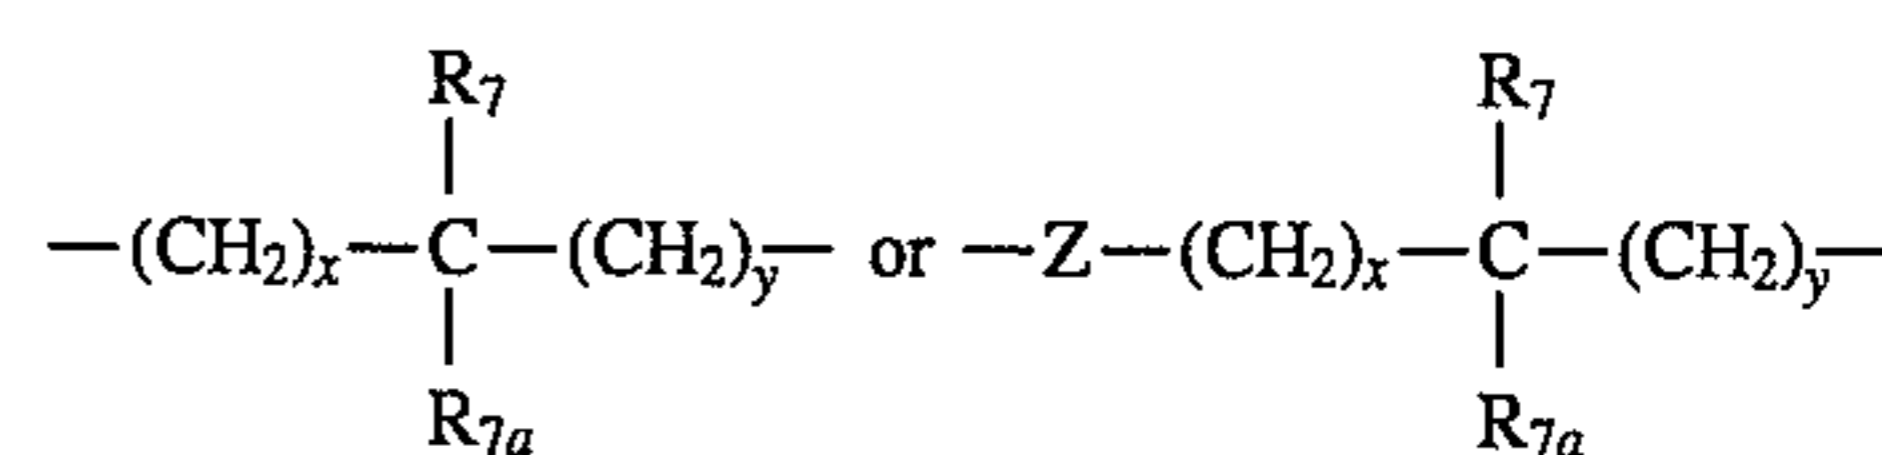 R7 R7
—(CH2)x—C—(CH2)y— or —Z—(CH2)x—C—(CH2)y—
R7a R7a